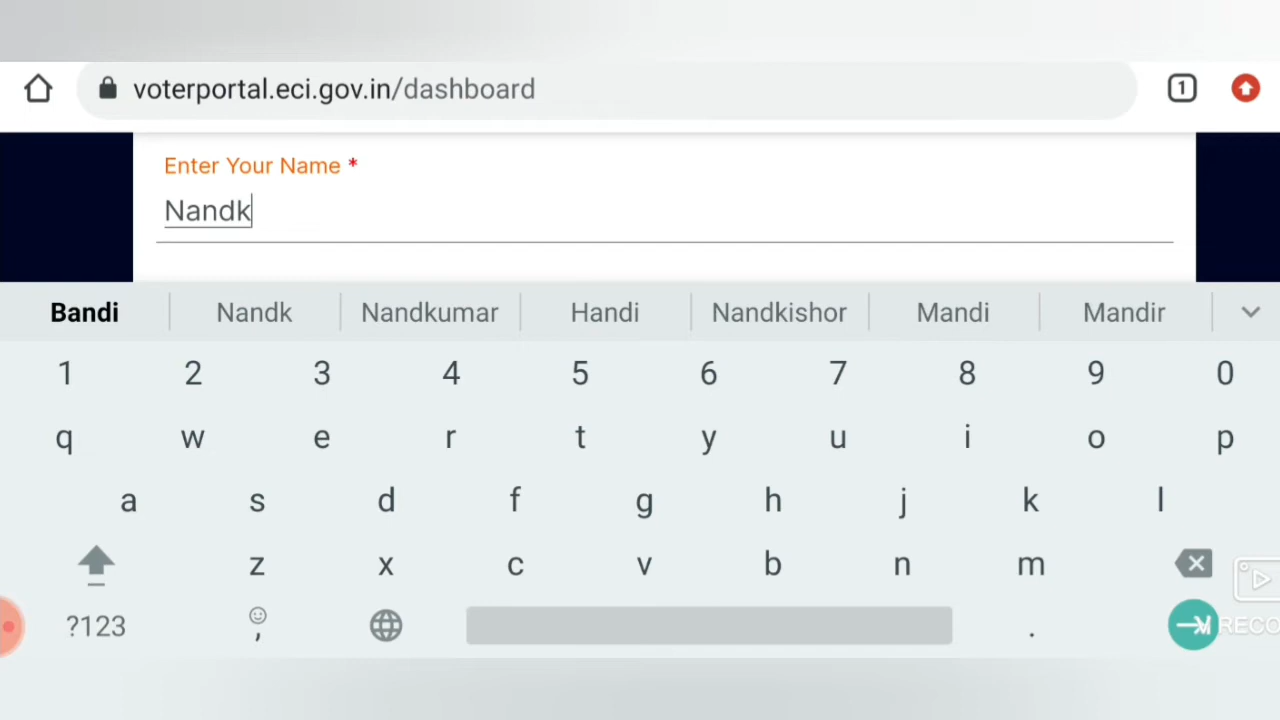 voterportal.eci.gov.in/dashboard 1
Enter Your Name *
Nandk
Bandi Nandk Nandkumar Handi Nandkishor Mandi Mandir
1 2 3 4 5 6 7 8 9 0
q w e r t y u i o p
a s d f g h j k l
z x c v b n m
?123 , .
RECO